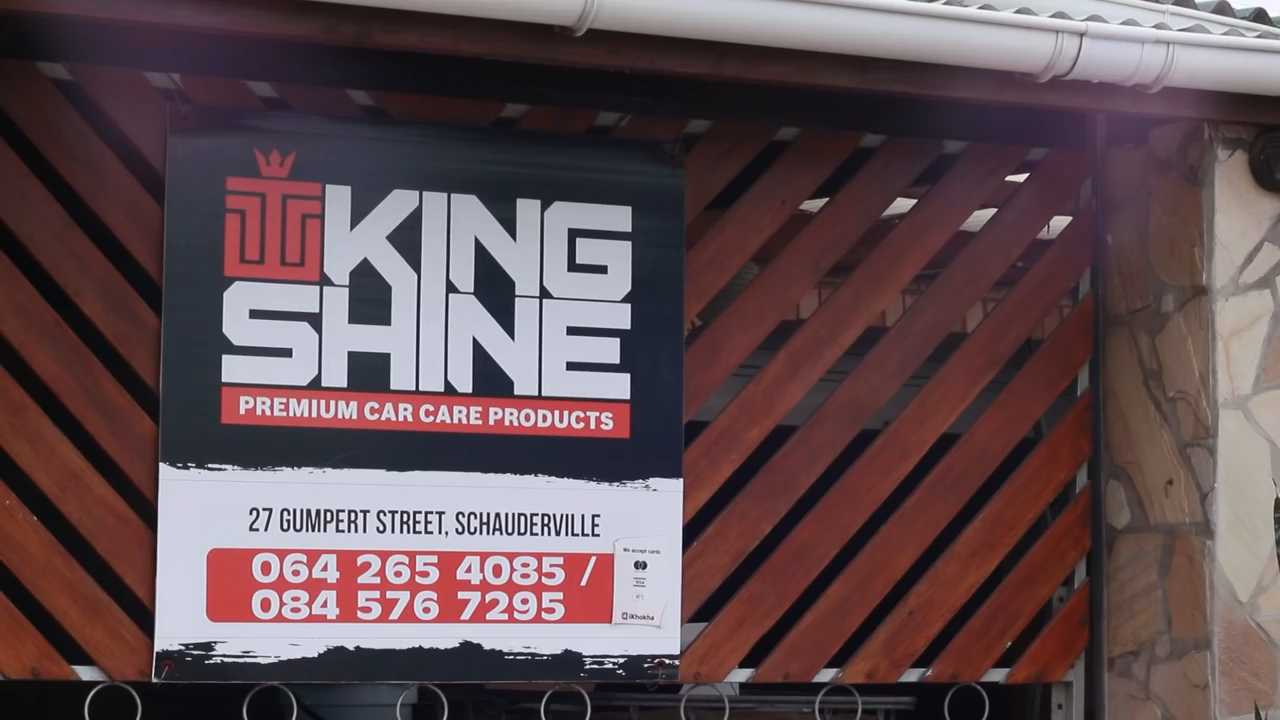 KING
SHINE
PREMIUM CAR CARE PRODUCTS
27 GUMPERT STREET, SCHAUDERVILLE
064 265 4085 /
084 576 7295
We accept cards
VISA
iKhokha